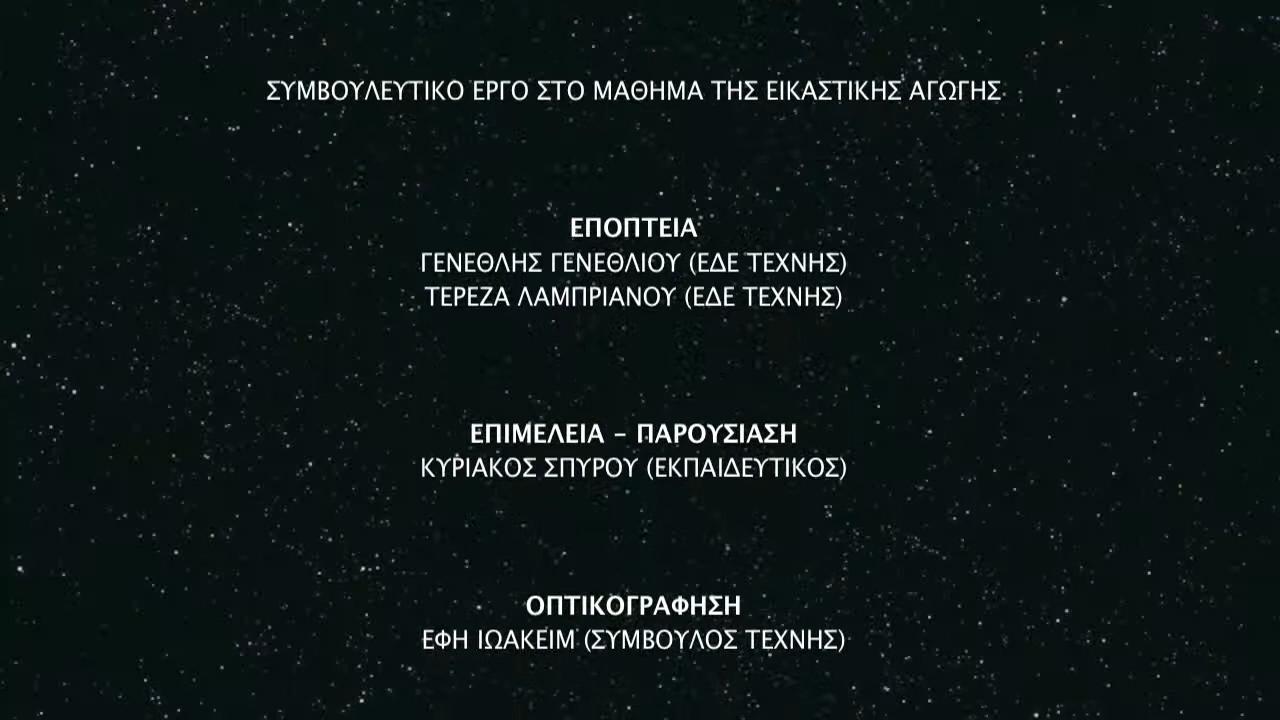 ΣΥΜΒΟΥΛΕΥΤΙΚΟ ΕΡΓΟ ΣΤΟ ΜΑΘΗΜΑ ΤΗΣ ΕΙΚΑΣΤΙΚΗΣ ΑΓΩΓΗΣ
ΕΠΟΠΤΕΙΑ
ΓΕΝΕΘΛΗΣ ΓΕΝΕΘΛΙΟΥ (ΕΔΕ ΤΕΧΝΗΣ)
ΤΕΡΕΖΑ ΛΑΜΠΡΙΑΝΟΥ (ΕΔΕ ΤΕΧΝΗΣ)
ΕΠΙΜΕΛΕΙΑ – ΠΑΡΟΥΣΙΑΣΗ
ΚΥΡΙΑΚΟΣ ΣΠΥΡΟΥ (ΕΚΠΑΙΔΕΥΤΙΚΟΣ)
ΟΠΤΙΚΟΓΡΑΦΗΣΗ
ΕΦΗ ΙΩΑΚΕΙΜ (ΣΥΜΒΟΥΛΟΣ ΤΕΧΝΗΣ)